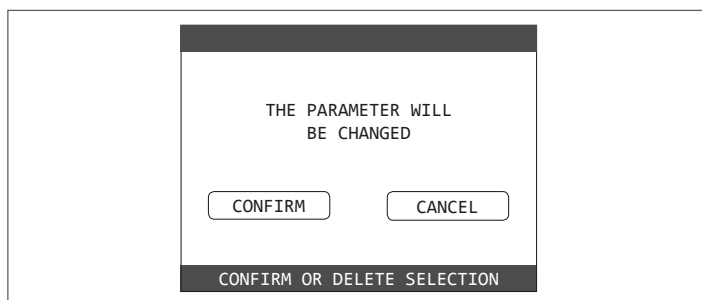 THE PARAMETER WILL
BE CHANGED
CONFIRM
CANCEL
CONFIRM OR DELETE SELECTION